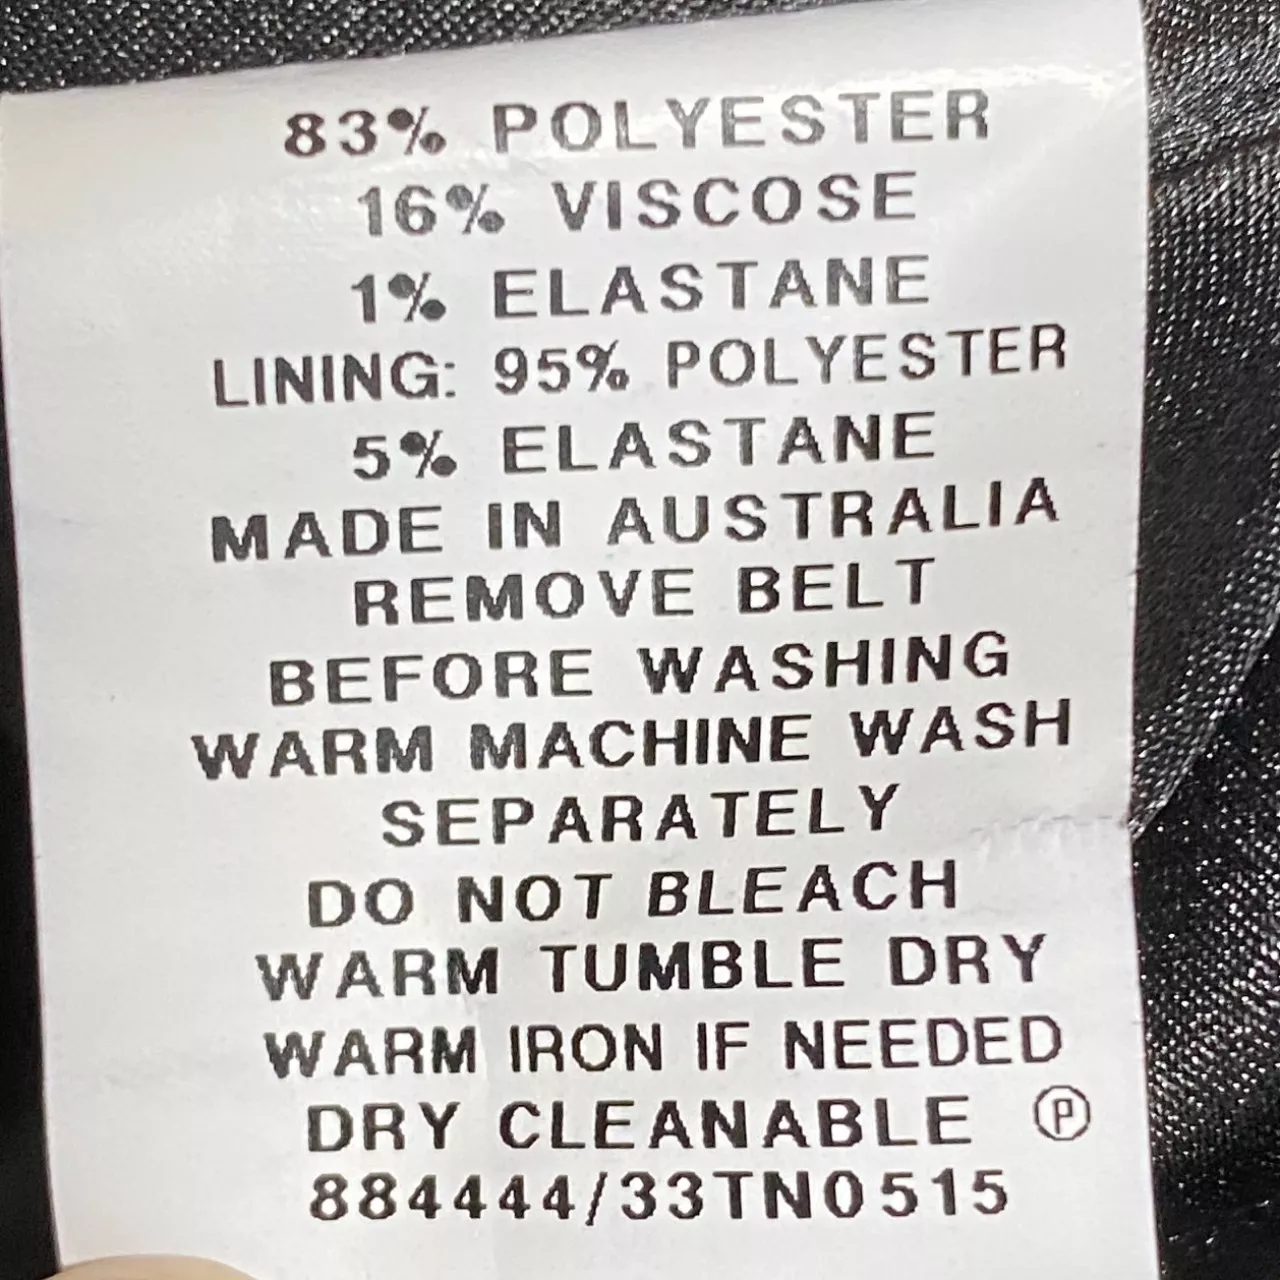 83% POLYESTER
16% VISCOSE
1% ELASTANE
LINING: 95% POLYESTER
5% ELASTANE
MADE IN AUSTRALIA
REMOVE BELT
BEFORE WASHING
WARM MACHINE WASH
SEPARATELY
DO NOT BLEACH
WARM TUMBLE DRY
WARM IRON IF NEEDED
DRY CLEANABLE Ⓟ
884444/33TN0515